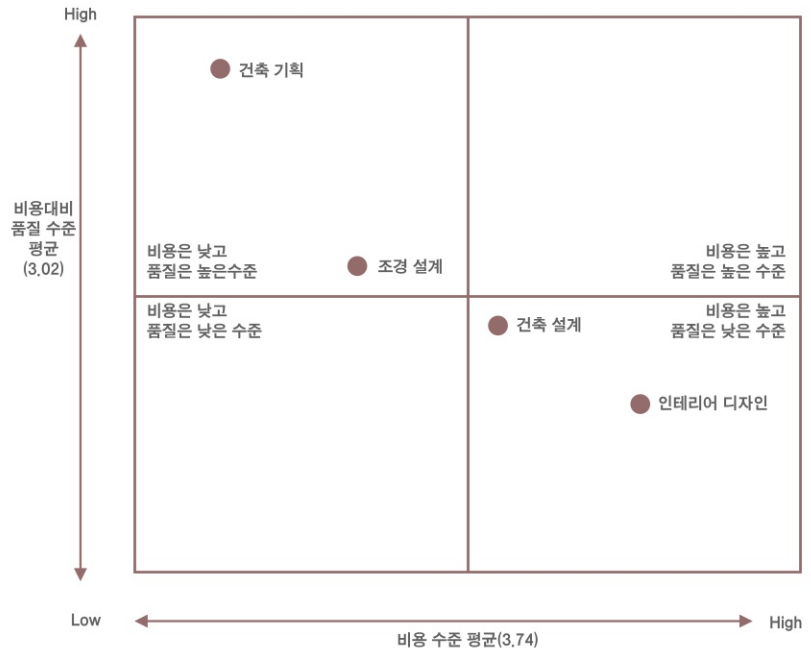 High
건축 기획
비용대비
품질 수준
평균
(3.02)
비용은 낮고
품질은 높은수준
조경 설계
비용은 높고
품질은 높은 수준
비용은 낮고
품질은 낮은 수준
건축 설계
비용은 높고
품질은 낮은 수준
인테리어 디자인
Low
비용 수준 평균(3.74)
High